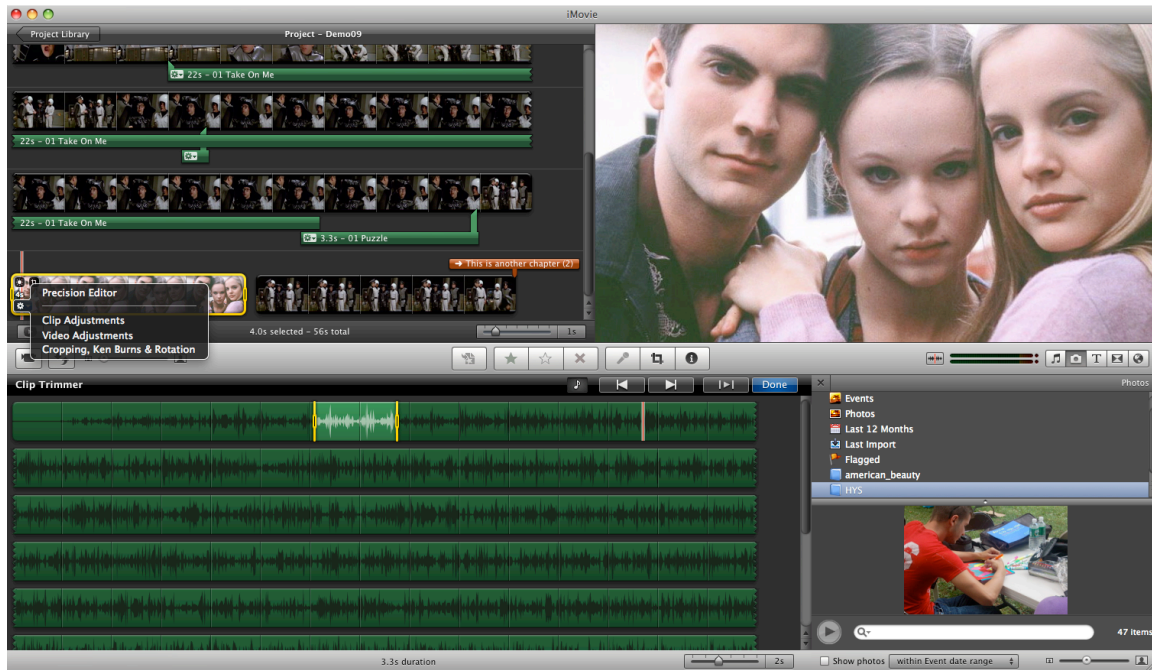 iMovie
Project Library
Project - Demo09
22s - 01 Take On Me
22s - 01 Take On Me
22s - 01 Take On Me
3.3s - 01 Puzzle
This is another chapter (2)
4s
Precision Editor
Clip Adjustments
Video Adjustments
Cropping, Ken Burns & Rotation
4.0s selected - 56s total
1s
Clip Trimmer
Done
Photos
Events
Photos
Last 12 Months
Last Import
Flagged
american_beauty
HYS
47 items
3.3s duration
2s
Show photos
within Event date range